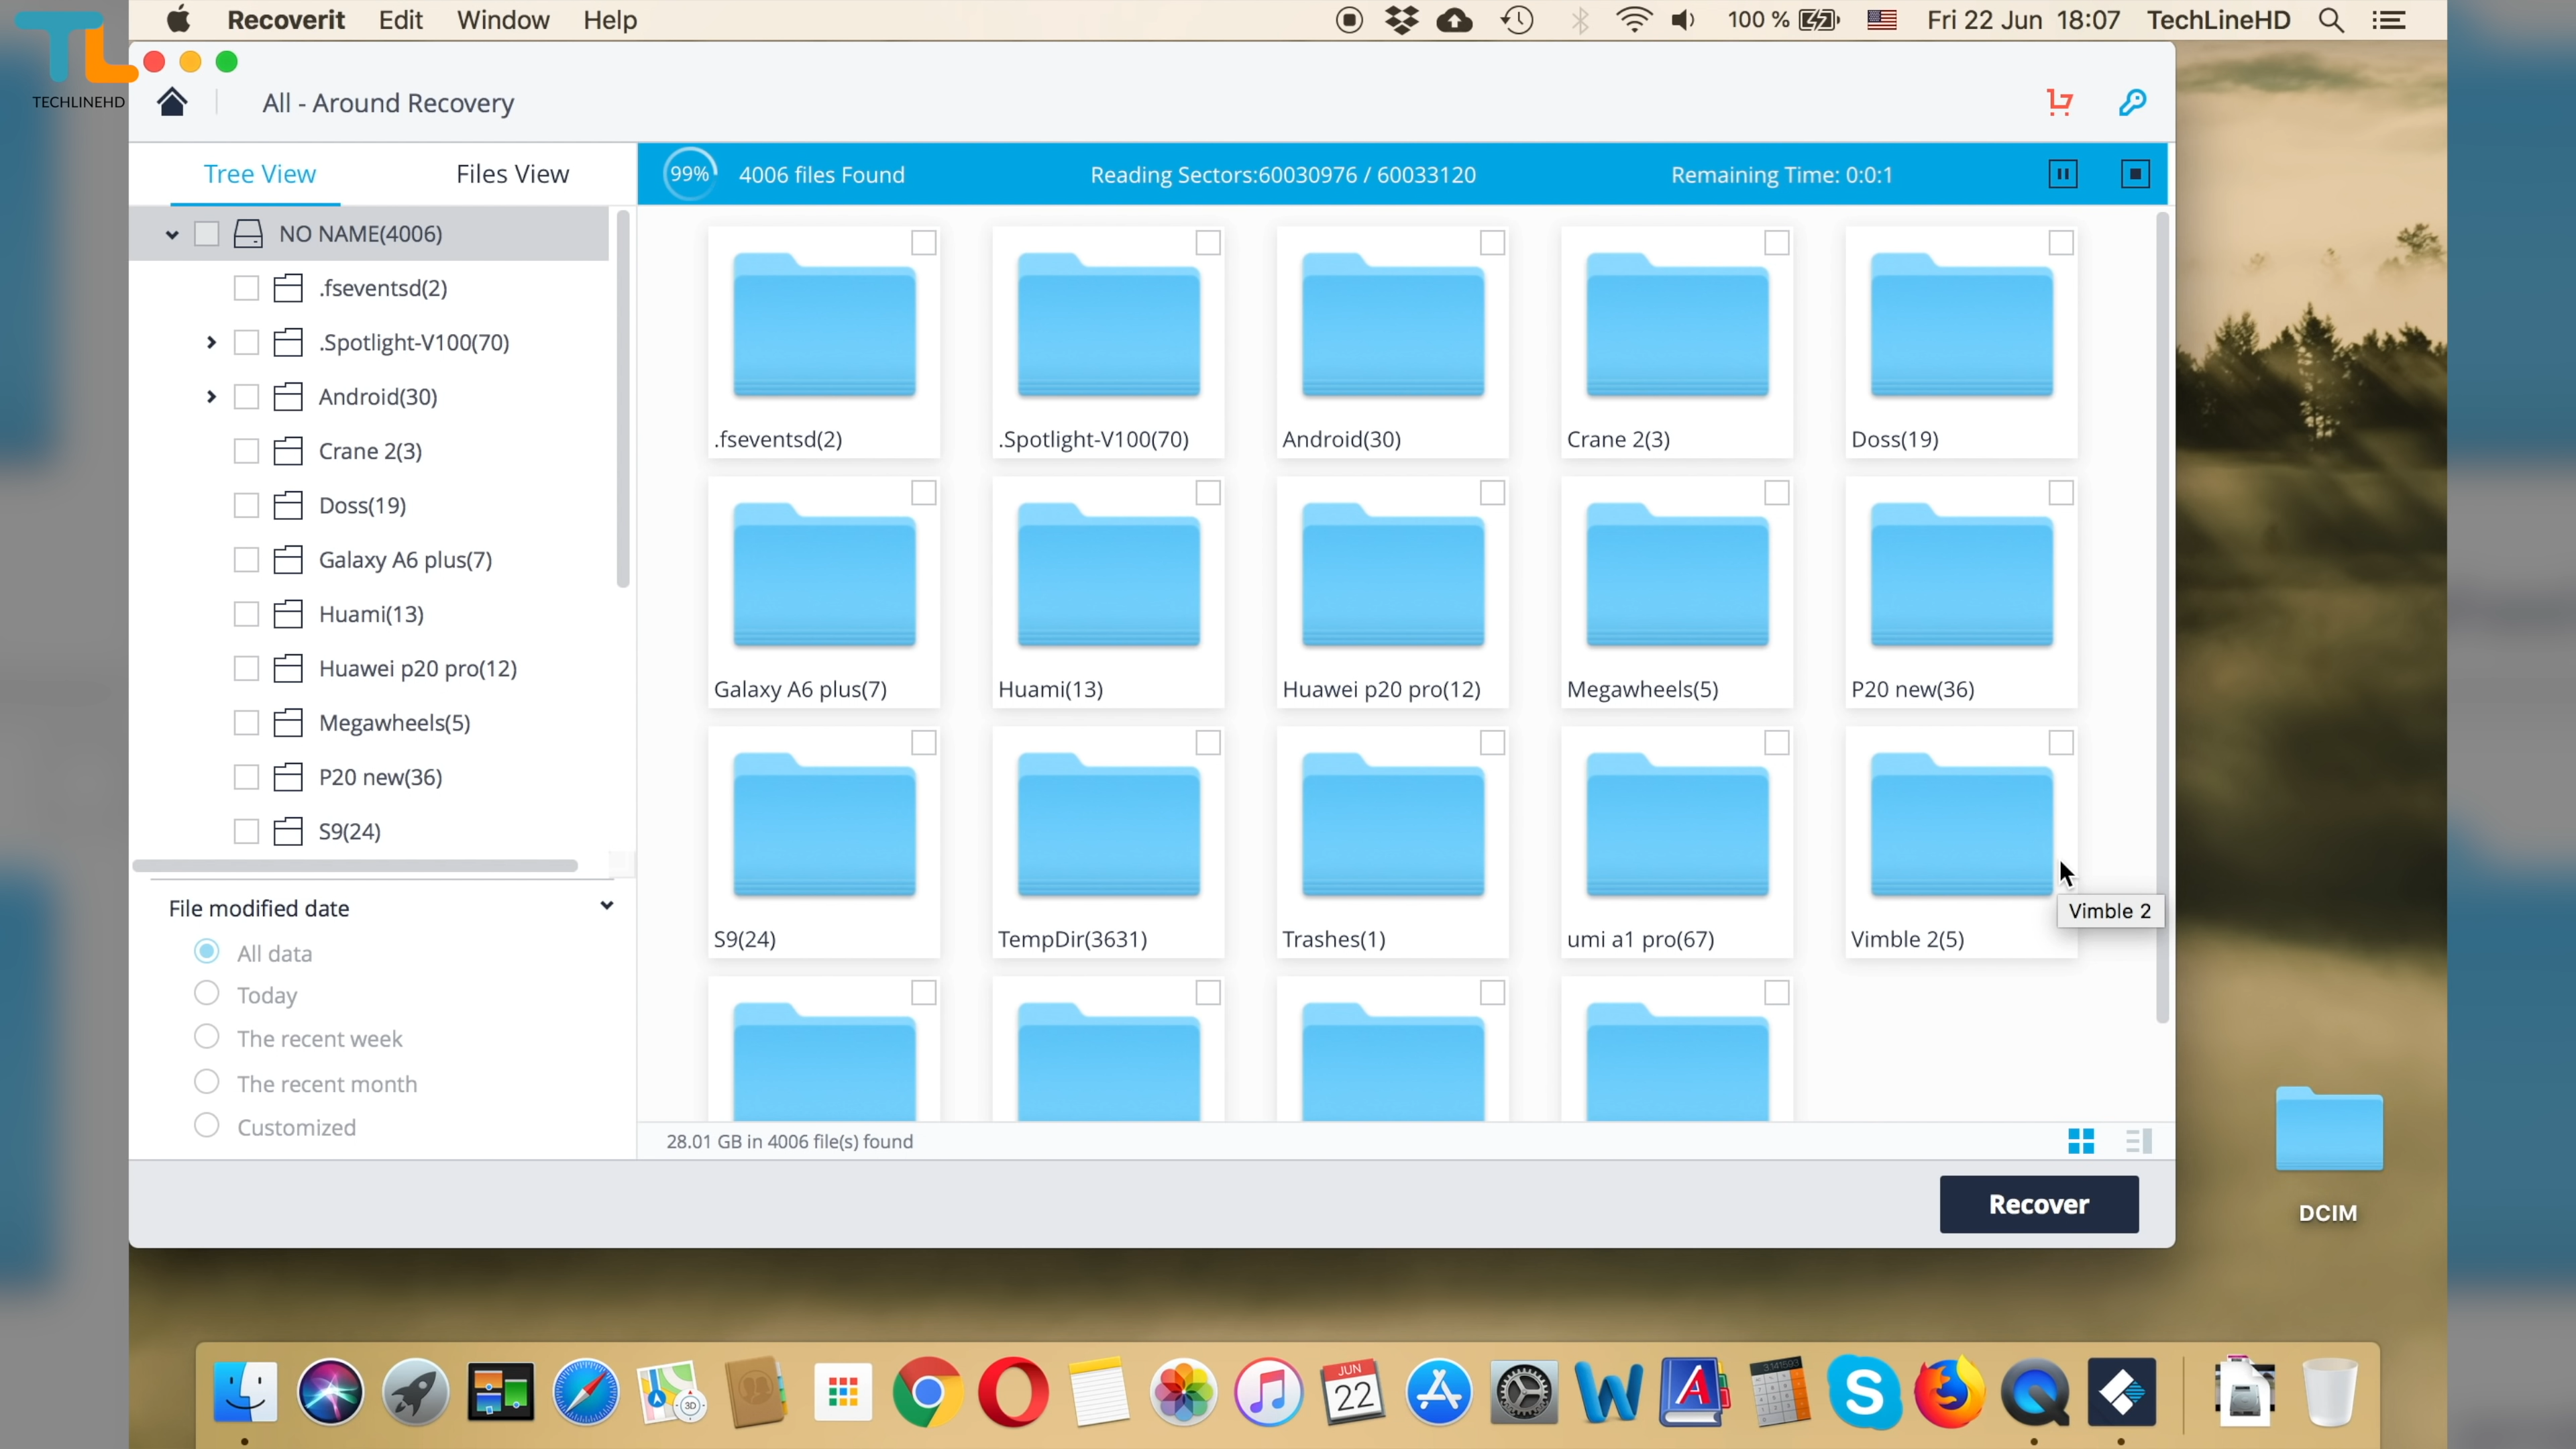 Recoverit Edit Window Help
100 % Fri 22 Jun 18:07 TechLineHD
TL
TECHLINEHD
All - Around Recovery
Tree View Files View
99% 4006 files Found Reading Sectors:60030976 / 60033120 Remaining Time: 0:0:1
NO NAME(4006)
.fseventsd(2)
.Spotlight-V100(70)
Android(30)
Crane 2(3)
Doss(19)
Galaxy A6 plus(7)
Huami(13)
Huawei p20 pro(12)
Megawheels(5)
P20 new(36)
S9(24)
File modified date
All data
Today
The recent week
The recent month
Customized
.fseventsd(2) .Spotlight-V100(70) Android(30) Crane 2(3) Doss(19)
Galaxy A6 plus(7) Huami(13) Huawei p20 pro(12) Megawheels(5) P20 new(36)
Vimble 2
S9(24) TempDir(3631) Trashes(1) umi a1 pro(67) Vimble 2(5)
28.01 GB in 4006 file(s) found
Recover
DCIM
3D
JUN
22
W
A
3141593
S